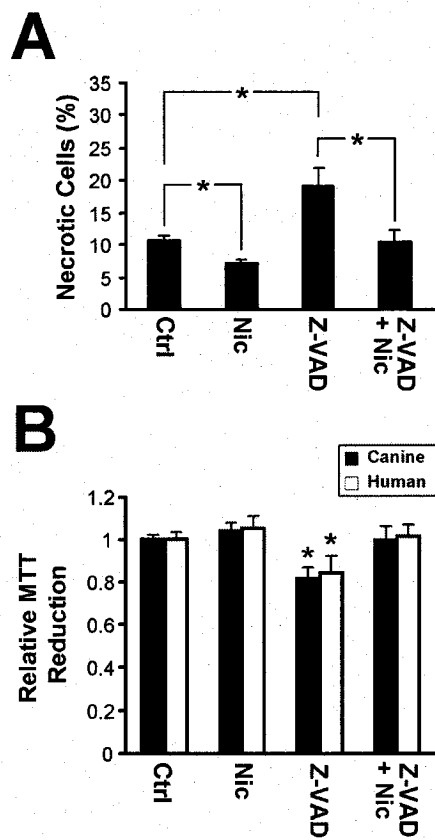 A
Necrotic Cells (%)
35
30
25
20
15
10
5
0
*
*
*
Ctrl
Nic
Z-VAD
Z-VAD
+ Nic
B
Canine
Human
Relative MTT
Reduction
1.2
1
0.8
0.6
0.4
0.2
0
*
*
Ctrl
Nic
Z-VAD
Z-VAD
+ Nic